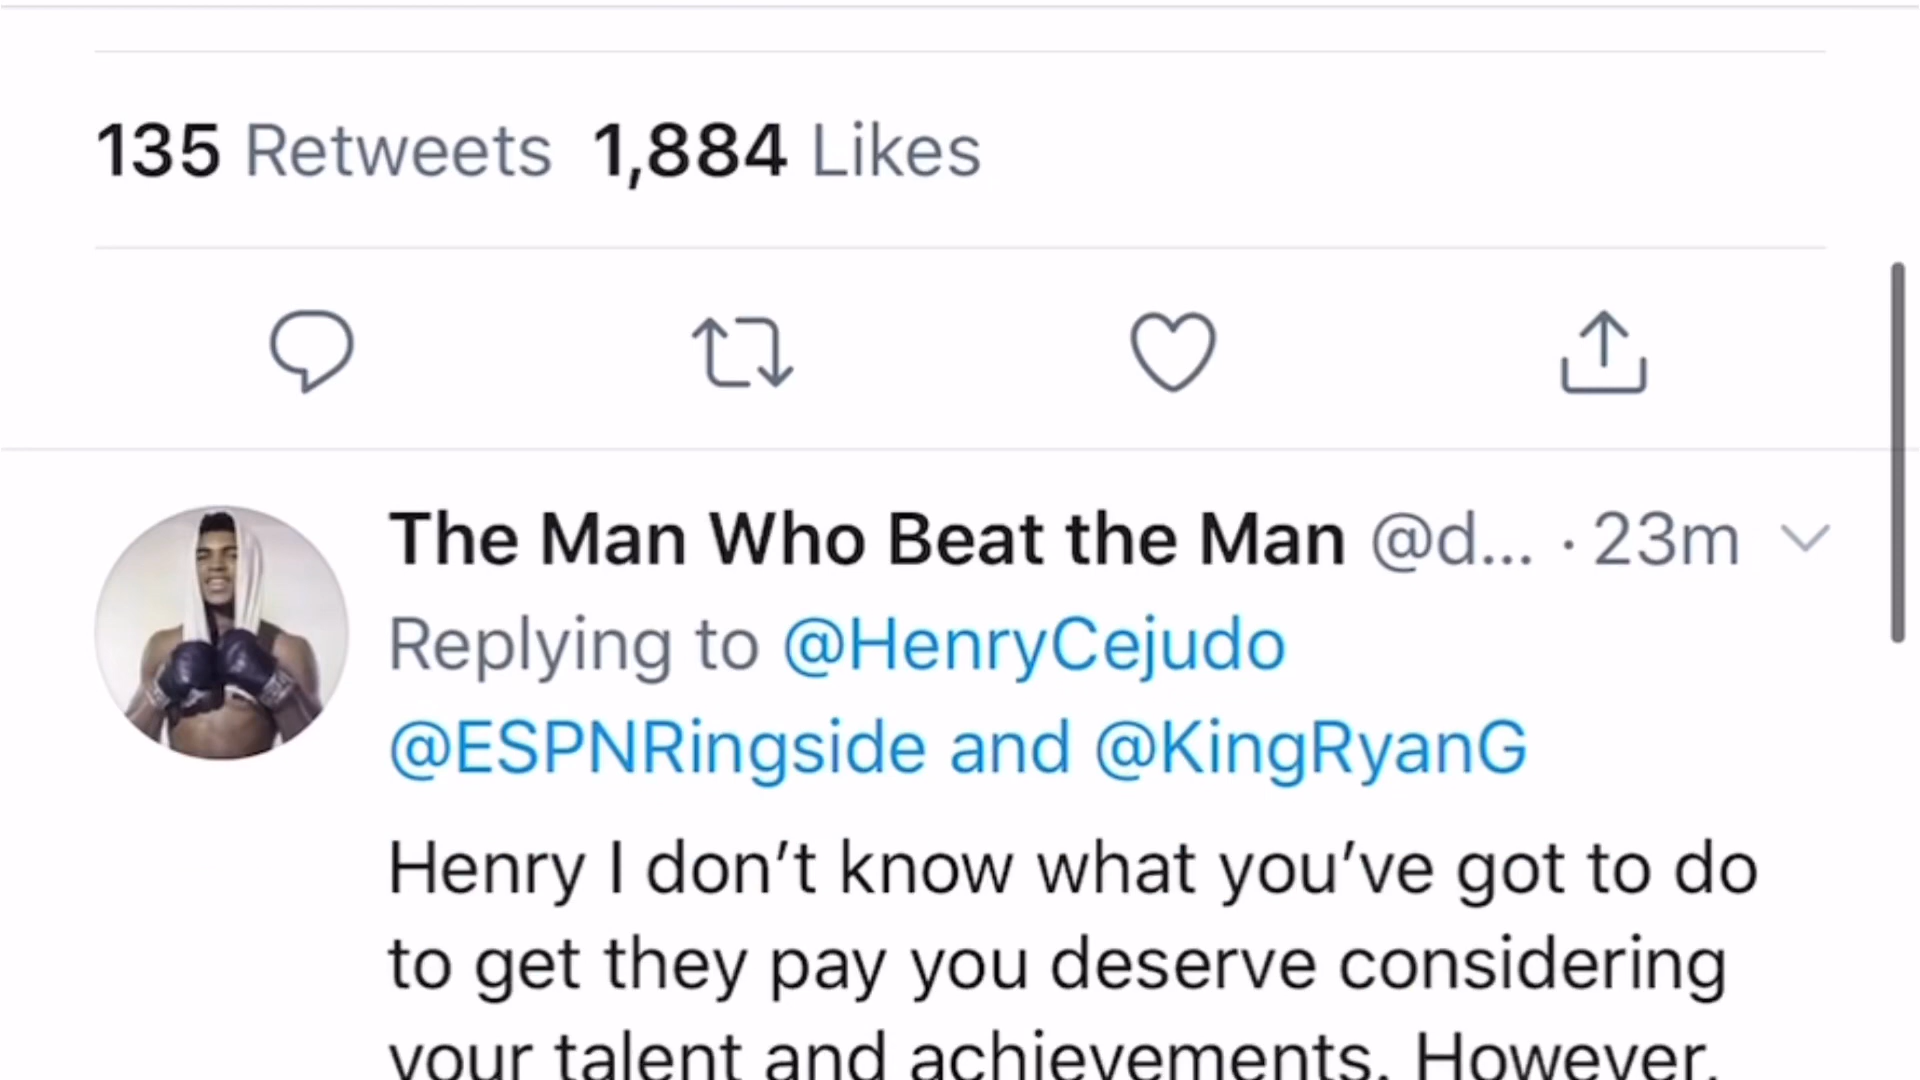 135 Retweets 1,884 Likes
The Man Who Beat the Man @d... · 23m
Replying to @HenryCejudo
@ESPNRingside and @KingRyanG
Henry I don’t know what you’ve got to do
to get they pay you deserve considering
your talent and achievements. However,